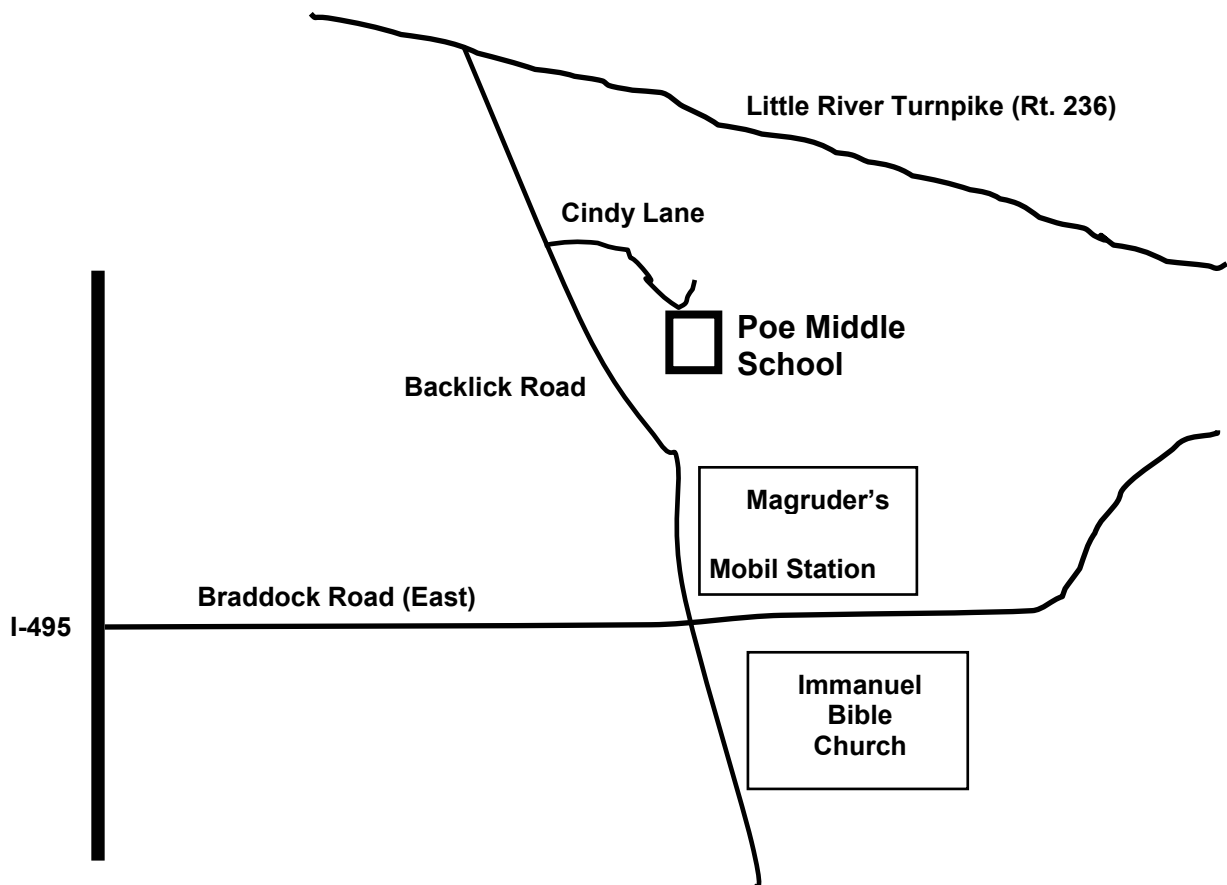 Little River Turnpike (Rt. 236)
Cindy Lane
Poe Middle
School
Backlick Road
Magruder’s
Mobil Station
Braddock Road (East)
I-495
Immanuel
Bible
Church